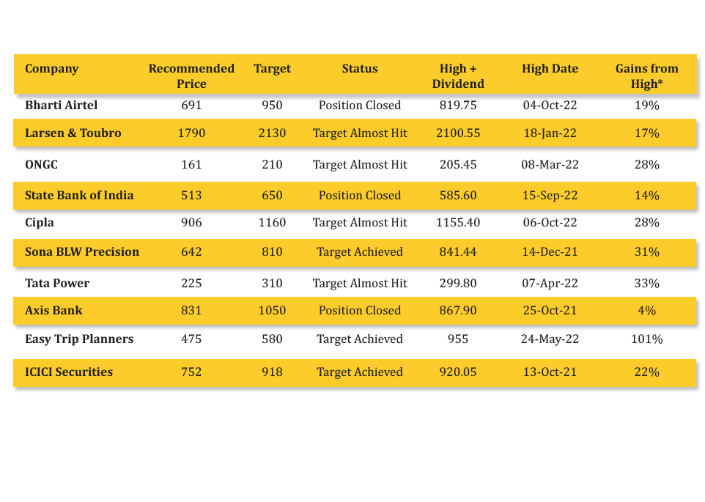 Company Recommended Price Target Status High + Dividend High Date Gains from High*
Bharti Airtel 691 950 Position Closed 819.75 04-Oct-22 19%
Larsen & Toubro 1790 2130 Target Almost Hit 2100.55 18-Jan-22 17%
ONGC 161 210 Target Almost Hit 205.45 08-Mar-22 28%
State Bank of India 513 650 Position Closed 585.60 15-Sep-22 14%
Cipla 906 1160 Target Almost Hit 1155.40 06-Oct-22 28%
Sona BLW Precision 642 810 Target Achieved 841.44 14-Dec-21 31%
Tata Power 225 310 Target Almost Hit 299.80 07-Apr-22 33%
Axis Bank 831 1050 Position Closed 867.90 25-Oct-21 4%
Easy Trip Planners 475 580 Target Achieved 955 24-May-22 101%
ICICI Securities 752 918 Target Achieved 920.05 13-Oct-21 22%